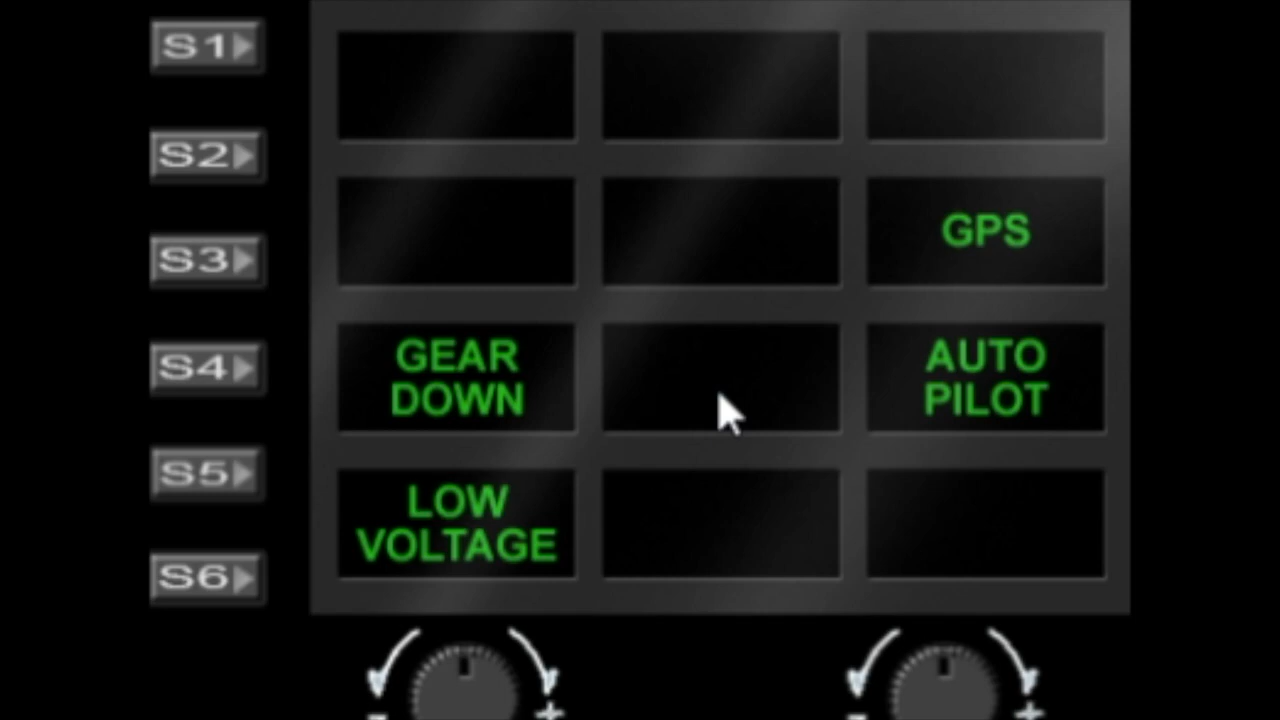 S1
S2
S3
GPS
S4
GEAR
DOWN
AUTO
PILOT
S5
LOW
VOLTAGE
S6
- +
- +